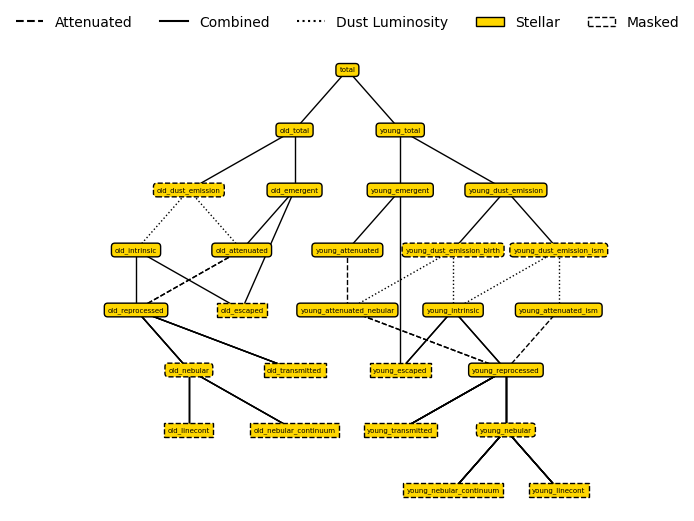 Attenuated Combined Dust Luminosity Stellar Masked
total
old_total young_total
old_dust_emission old_emergent young_emergent young_dust_emission
old_intrinsic old_attenuated young_attenuated young_dust_emission_birth young_dust_emission_ism
old_reprocessed old_escaped young_attenuated_nebular young_intrinsic young_attenuated_ism
old_nebular old_transmitted young_escaped young_reprocessed
old_linecont old_nebular_continuum young_transmitted young_nebular
young_nebular_continuum young_linecont